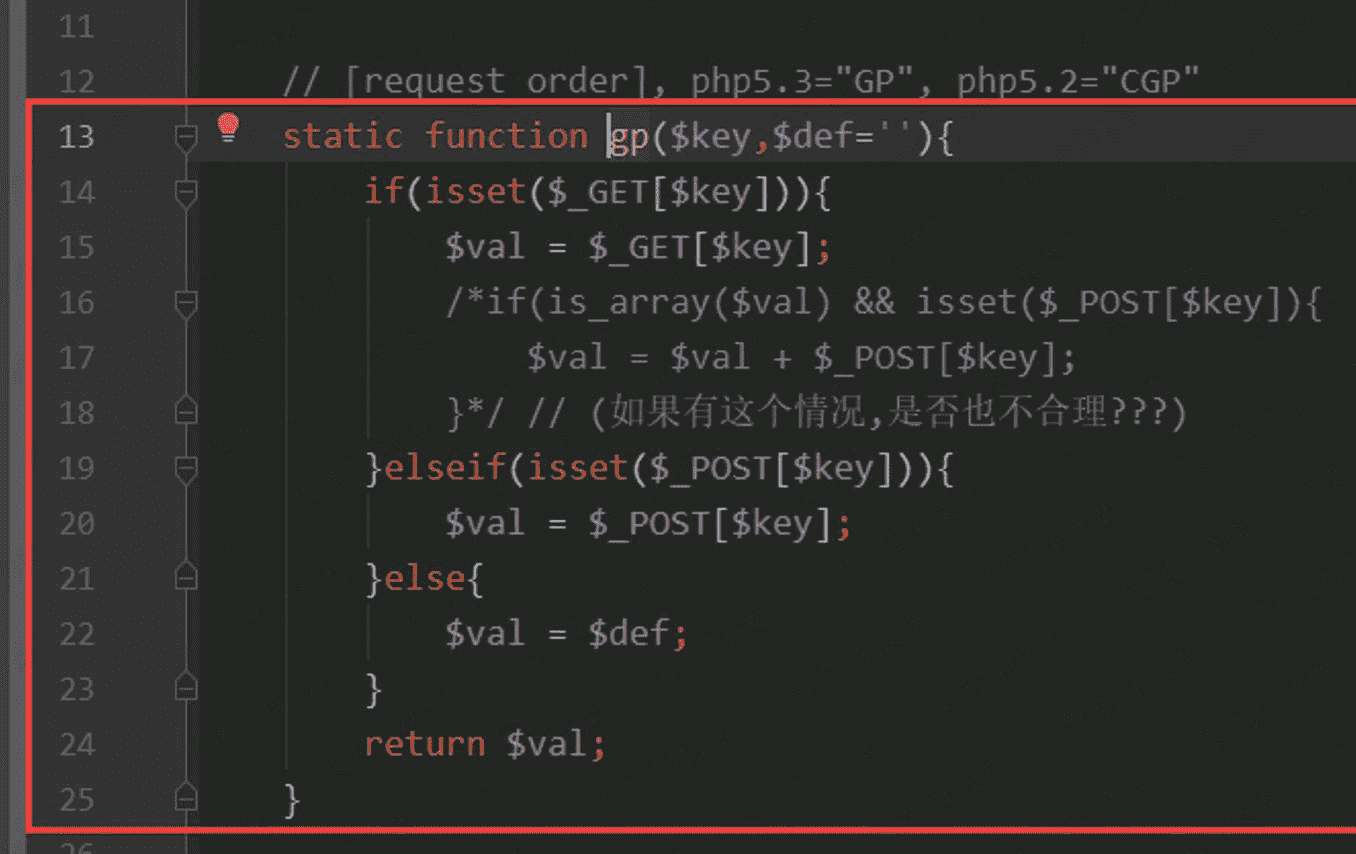 11
12 // [request order], php5.3="GP", php5.2="CGP"
13 static function gp($key,$def=''){
14 if(isset($_GET[$key])){
15 $val = $_GET[$key];
16 /*if(is_array($val) && isset($_POST[$key]){
17 $val = $val + $_POST[$key];
18 }*/ // (如果有这个情况,是否也不合理???)
19 }elseif(isset($_POST[$key])){
20 $val = $_POST[$key];
21 }else{
22 $val = $def;
23 }
24 return $val;
25 }
26